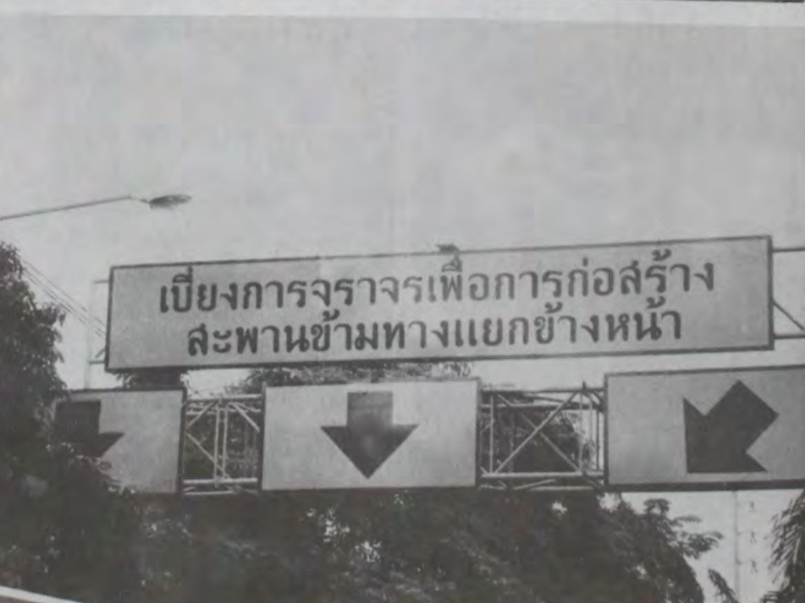 เบี่ยงการจราจรเพื่อการก่อสร้าง
สะพานข้ามทางแยกข้างหน้า